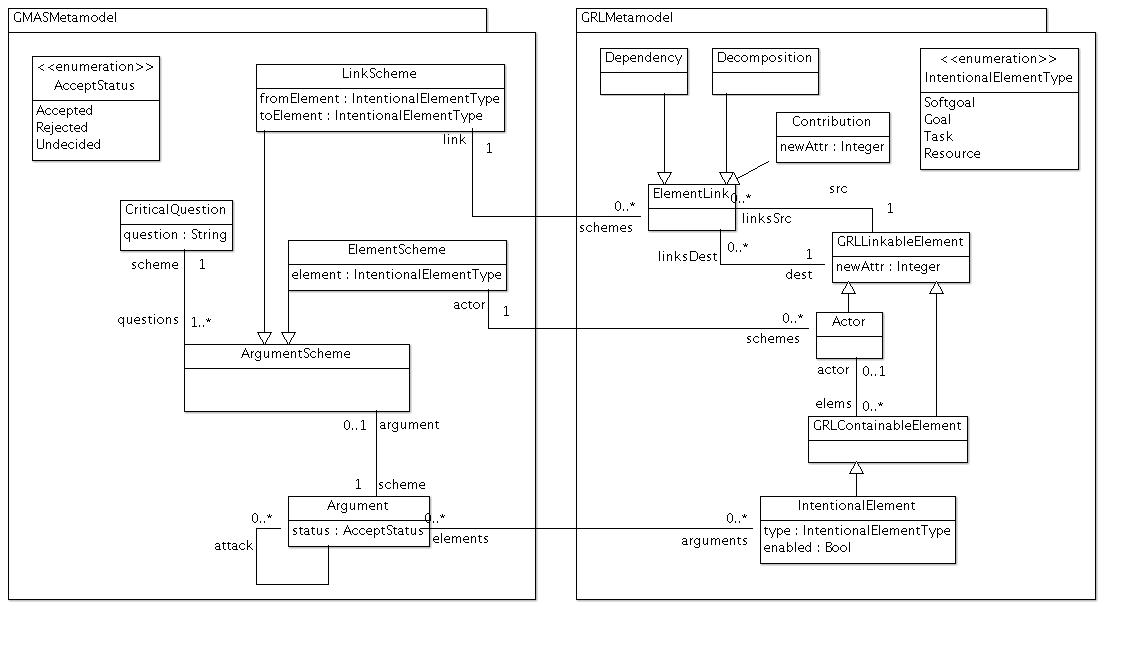 GMASMetamodel
<<enumeration>>
AcceptStatus
Accepted
Rejected
Undecided
LinkScheme
fromElement : IntentionalElementType
toElement : IntentionalElementType
link
1
0..*
schemes
CriticalQuestion
question : String
scheme
1
questions
1..*
ElementScheme
element : IntentionalElementType
actor
1
0..*
schemes
ArgumentScheme
0..1
argument
1
scheme
Argument
status : AcceptStatus
0..*
attack
0..*
elements
0..*
arguments
GRLMetamodel
Dependency
Decomposition
<<enumeration>>
IntentionalElementType
Softgoal
Goal
Task
Resource
Contribution
newAttr : Integer
ElementLink
0..*
linksSrc
src
1
linksDest
0..*
1
dest
GRLLinkableElement
newAttr : Integer
Actor
actor
0..1
elems
0..*
GRLContainableElement
IntentionalElement
type : IntentionalElementType
enabled : Bool